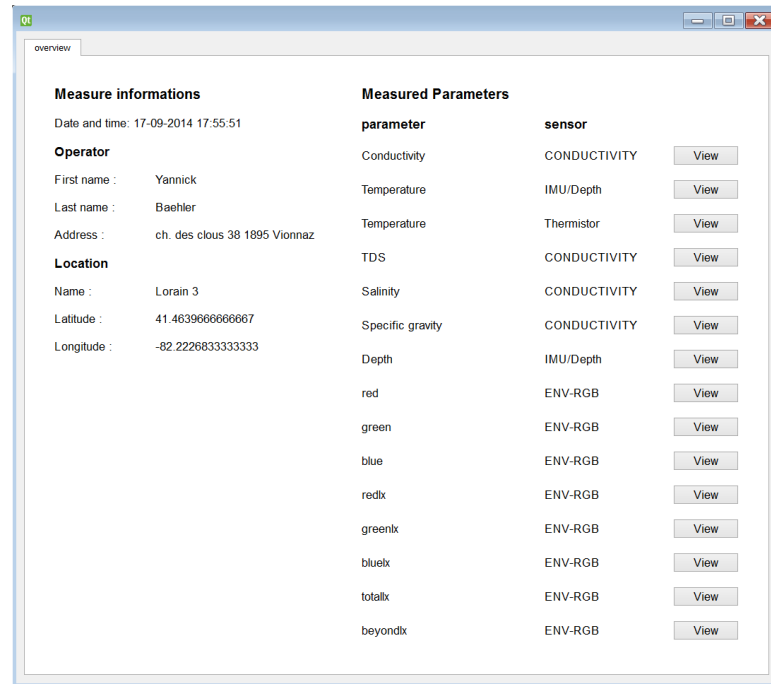 Qt
overview
Measure informations
Date and time: 17-09-2014 17:55:51
Operator
First name : Yannick
Last name : Baehler
Address : ch. des clous 38 1895 Vionnaz
Location
Name : Lorain 3
Latitude : 41.4639666666667
Longitude : -82.2226833333333
Measured Parameters
parameter sensor
Conductivity CONDUCTIVITY View
Temperature IMU/Depth View
Temperature Thermistor View
TDS CONDUCTIVITY View
Salinity CONDUCTIVITY View
Specific gravity CONDUCTIVITY View
Depth IMU/Depth View
red ENV-RGB View
green ENV-RGB View
blue ENV-RGB View
redlx ENV-RGB View
greenlx ENV-RGB View
bluelx ENV-RGB View
totallx ENV-RGB View
beyondlx ENV-RGB View